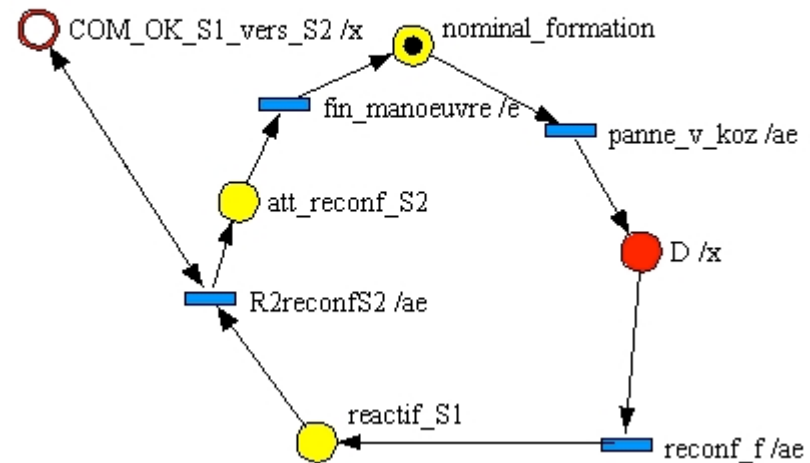 COM_OK_S1_vers_S2 /x
nominal_formation
fin_manoeuvre /e
panne_v_koz /ae
att_reconf_S2
D /x
R2reconfS2 /ae
reactif_S1
reconf_f /ae